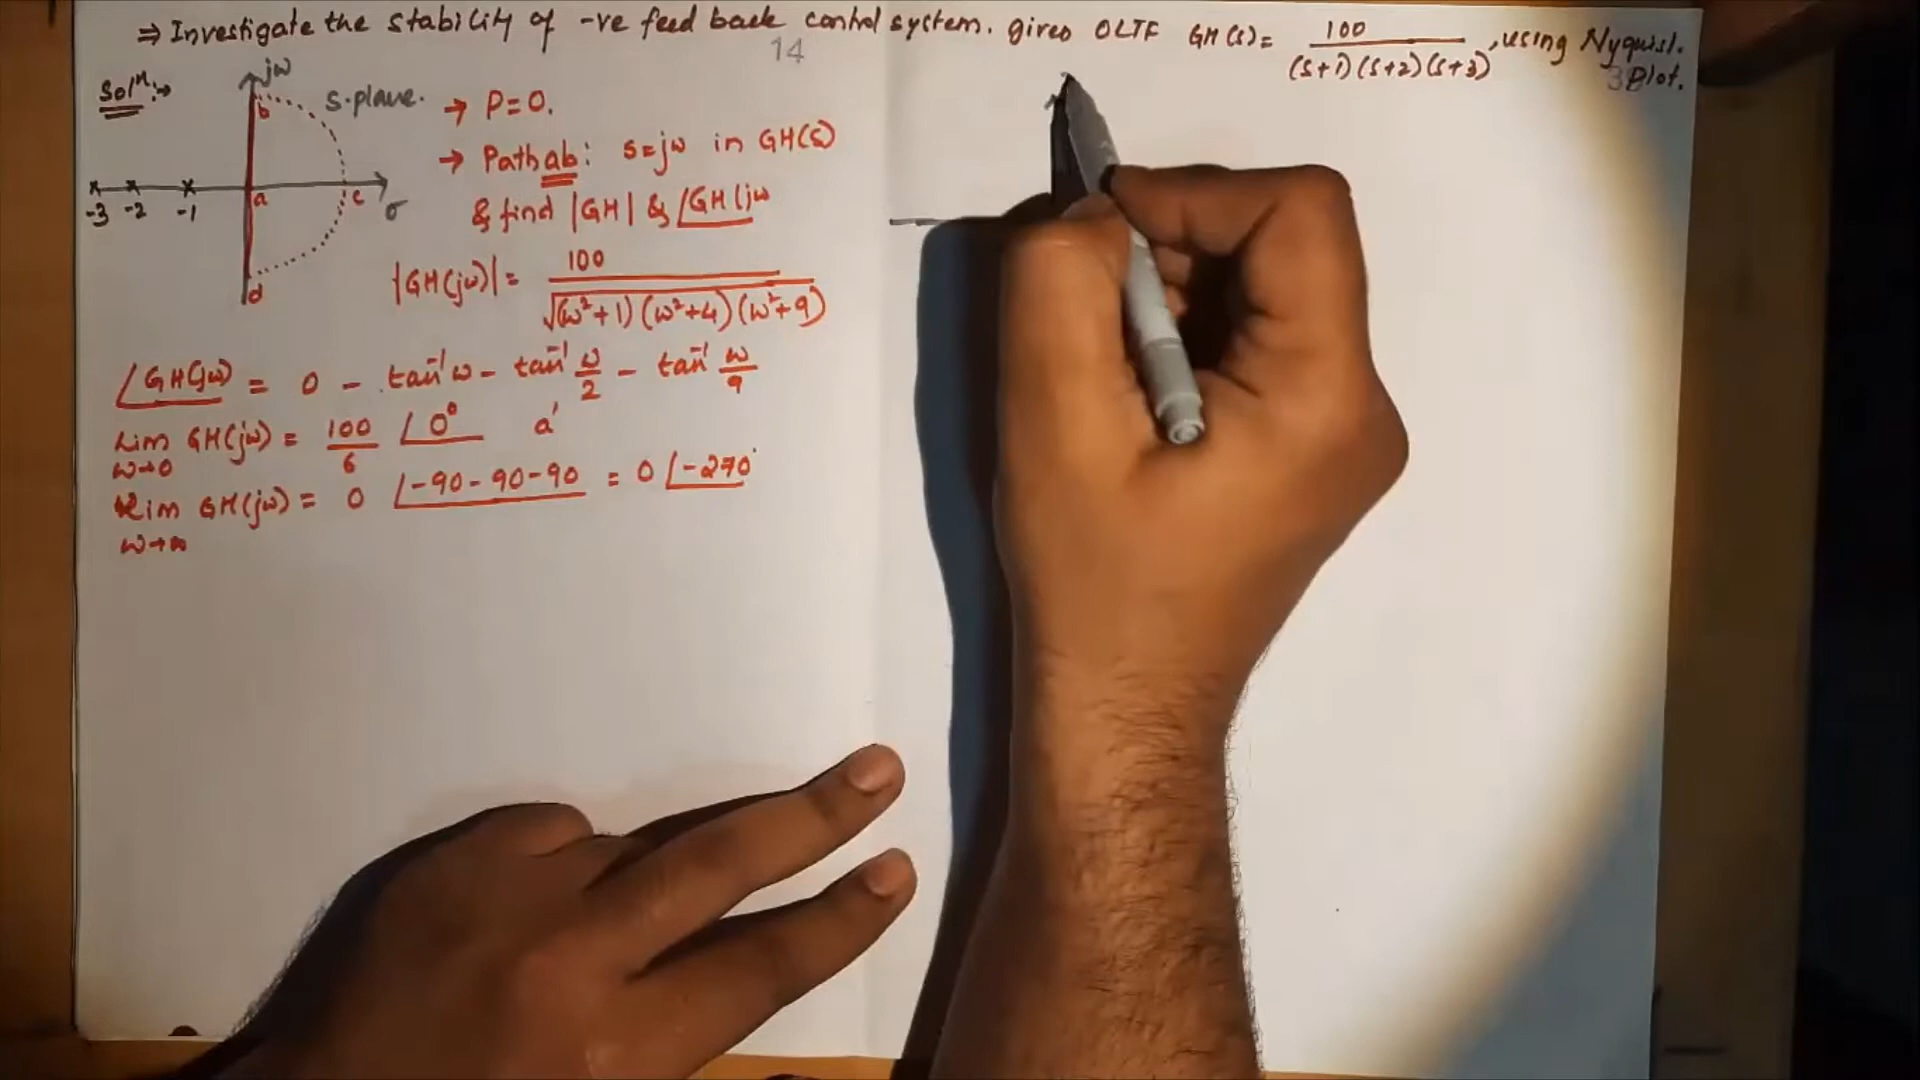 ⇒ Investigate the stability of -ve feed back control system. given OLTF GH(s)= 100 / (s+1)(s+2)(s+3) , using Nyquist.
14
3 Plot.
Solⁿ:→
jω
b
s-plane.
a
c
σ
-3 -2 -1
d
→ P=0.
→ Path ab: s=jω in GH(s)
& find |GH| & ∠GH(jω
|GH(jω)| = 100 / √(ω²+1)(ω²+4)(ω²+9)
∠GH(jω) = 0 - tan⁻¹ω - tan⁻¹ ω/2 - tan⁻¹ ω/9
Lim ω→0 GH(jω) = 100/6 ∠0° a'
Lim ω→∞ GH(jω) = 0 ∠-90-90-90 = 0 ∠-270°